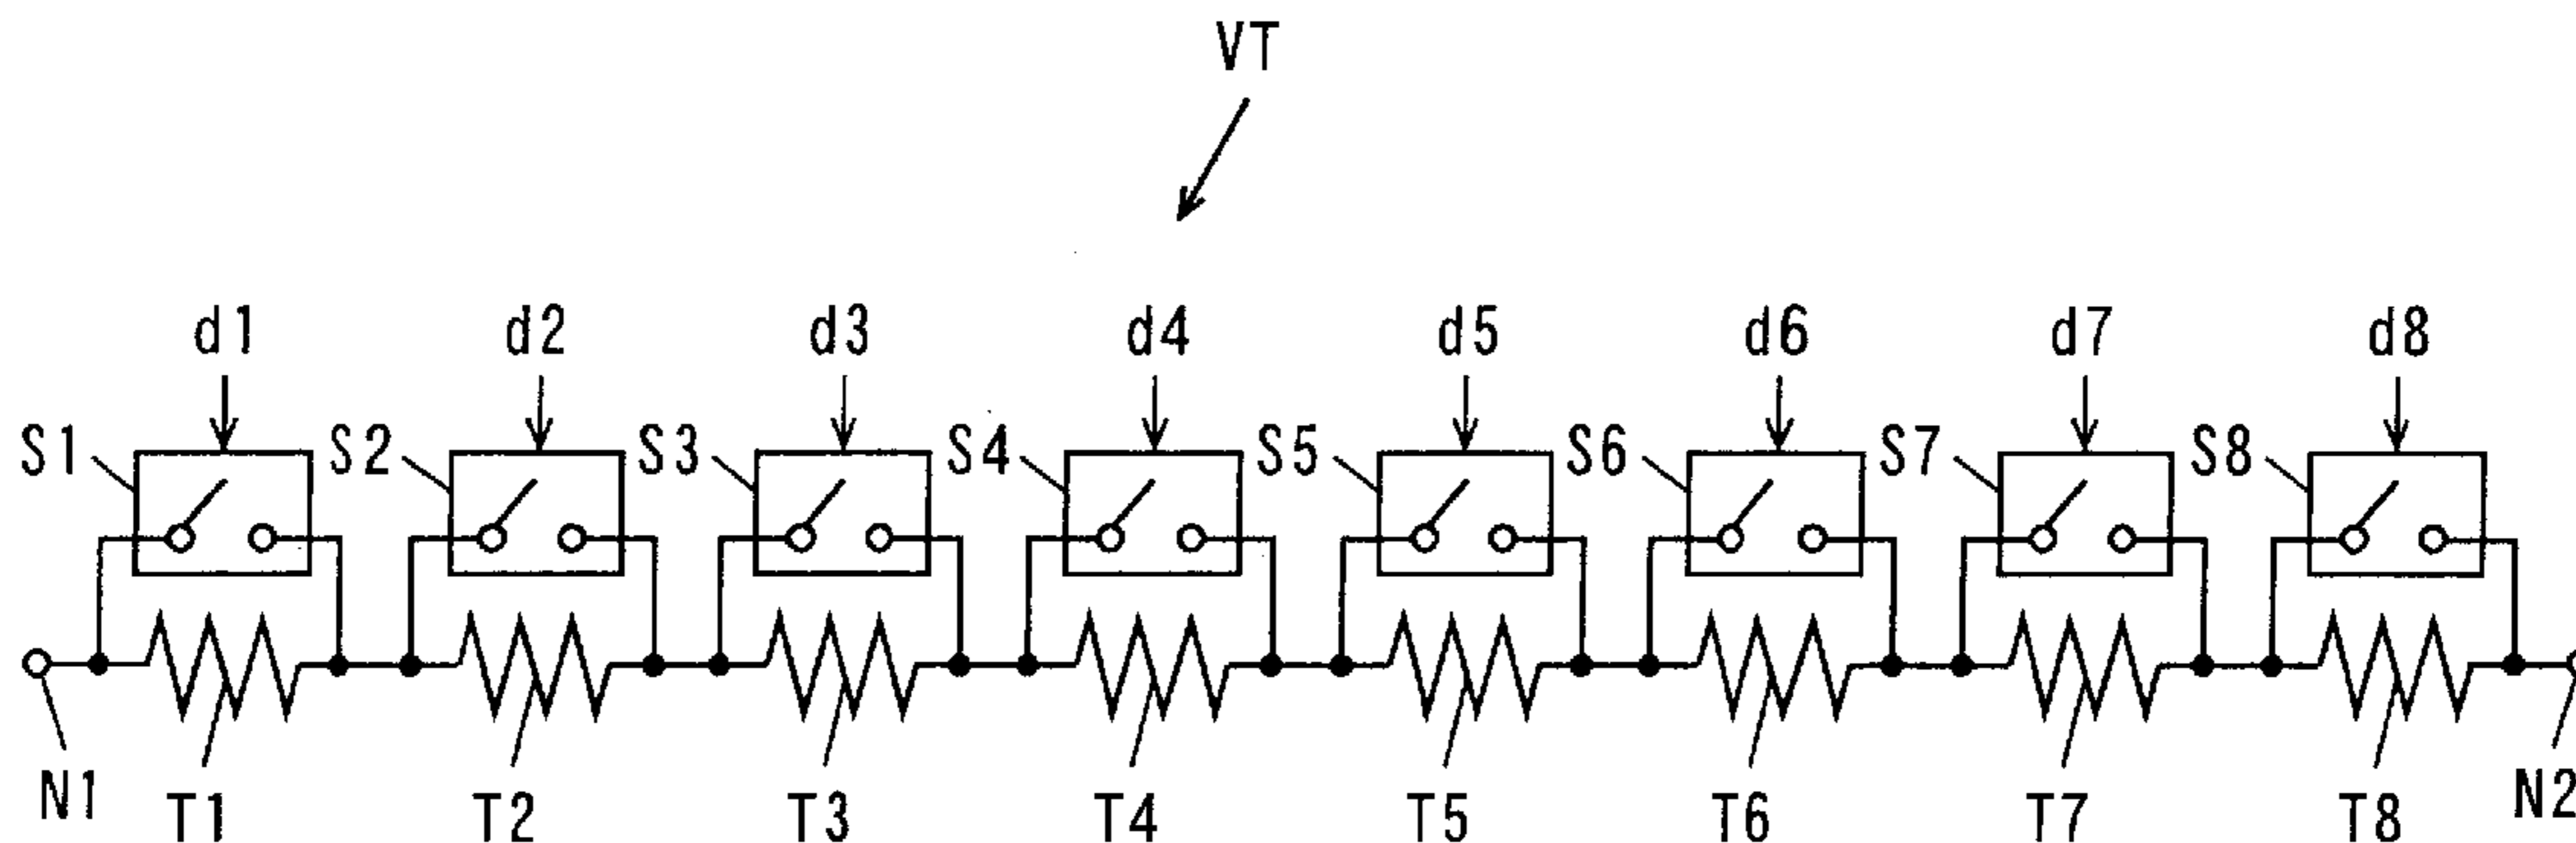 VT
d1 d2 d3 d4 d5 d6 d7 d8
S1 S2 S3 S4 S5 S6 S7 S8
N1 T1 T2 T3 T4 T5 T6 T7 T8 N2